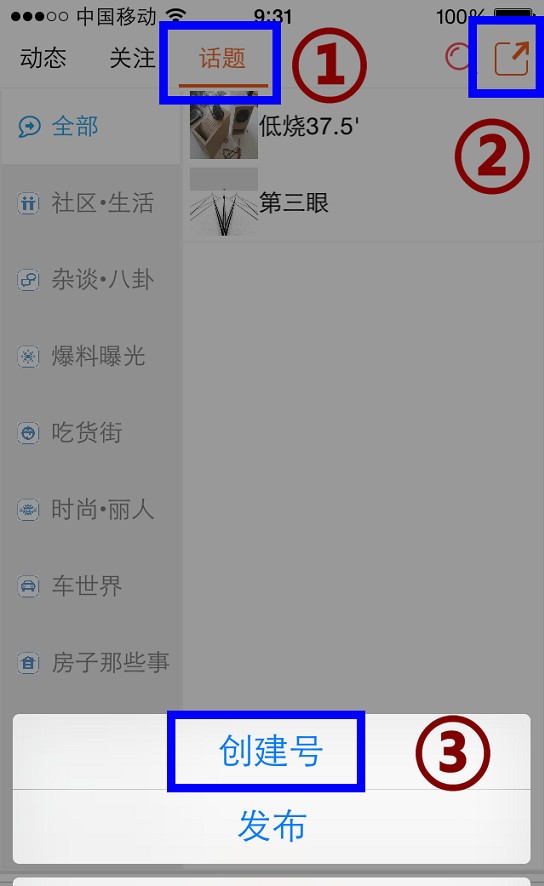 中国移动 9:31 100%
动态 关注 话题 ① ②
全部
低烧37.5'
社区•生活
第三眼
杂谈•八卦
爆料曝光
吃货街
时尚•丽人
车世界
房子那些事
创建号 ③
发布